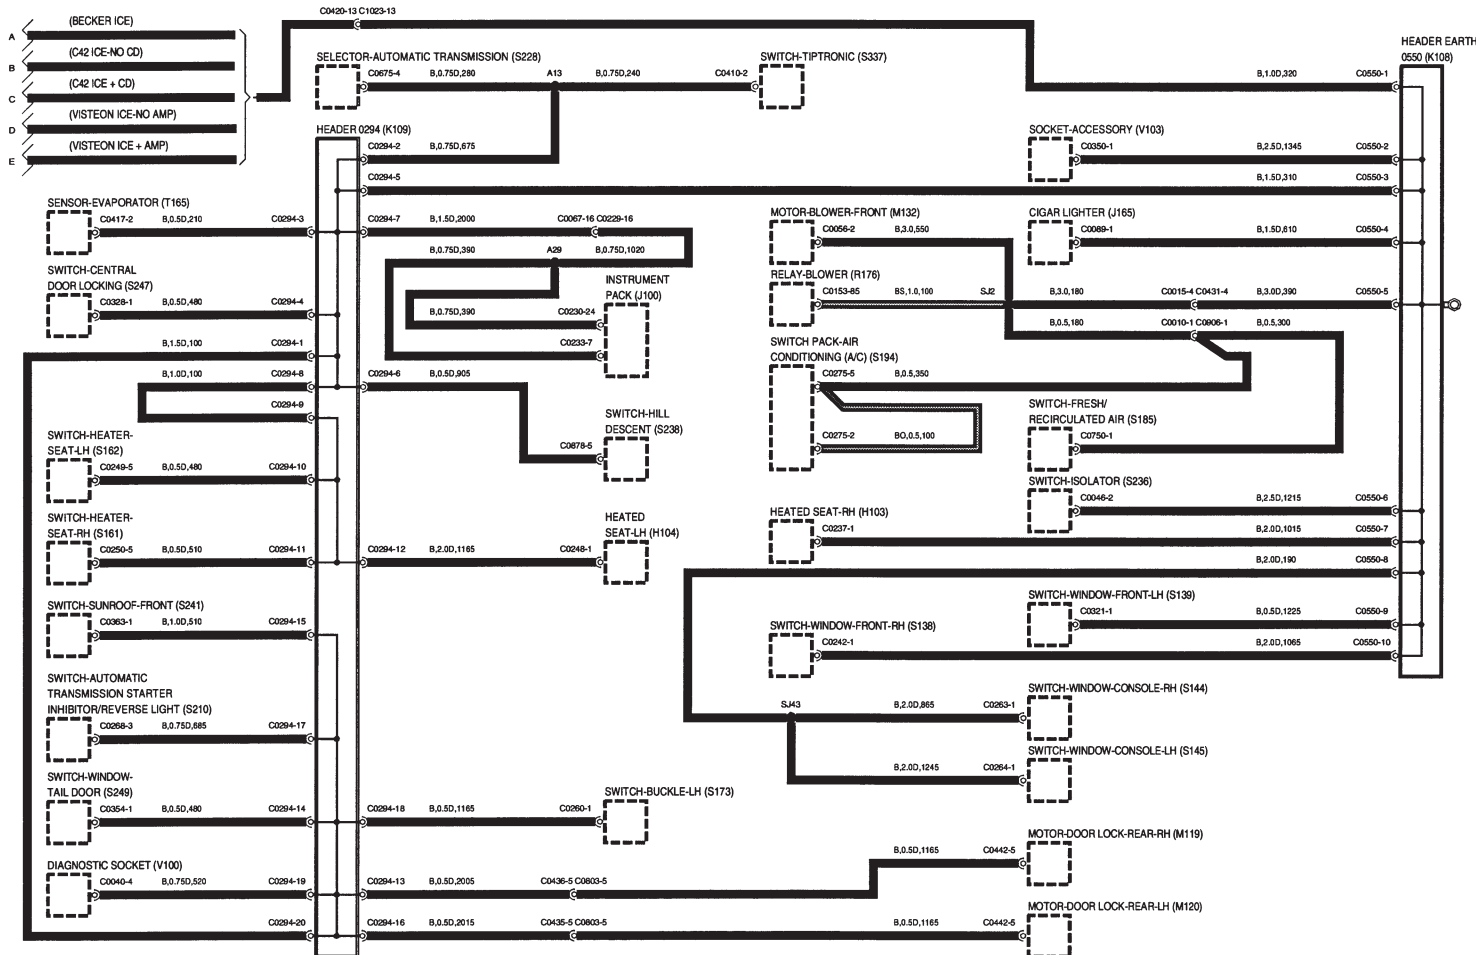 C0420-13 C1023-13
A (BECKER ICE)
B (C42 ICE-NO CD)
C (C42 ICE + CD)
D (VISTEON ICE-NO AMP)
E (VISTEON ICE + AMP)
SELECTOR-AUTOMATIC TRANSMISSION (S228)
C0675-4 B,0.75D,280 A13 B,0.75D,240 C0410-2
SWITCH-TIPTRONIC (S337)
HEADER EARTH
0550 (K108)
B,1.0D,320 C0550-1
HEADER 0294 (K109)
C0294-2 B,0.75D,675
C0294-5
SOCKET-ACCESSORY (V103)
C0350-1 B,2.5D,1345 C0550-2
B,1.5D,310 C0550-3
SENSOR-EVAPORATOR (T165)
C0417-2 B,0.5D,210 C0294-3
C0294-7 B,1.5D,2000 C0067-16 C0229-16
B,0.75D,390 A29 B,0.75D,1020
MOTOR-BLOWER-FRONT (M132)
C0056-2 B,3.0,550
CIGAR LIGHTER (J165)
C0089-1 B,1.5D,610 C0550-4
SWITCH-CENTRAL
DOOR LOCKING (S247)
C0328-1 B,0.5D,480 C0294-4
INSTRUMENT
PACK (J100)
B,0.75D,390 C0230-24
C0233-7
RELAY-BLOWER (R176)
C0153-85 BS,1.0,100 SJ2 B,3.0,180 C0015-4 C0431-4 B,3.0D,390 C0550-5
B,0.5,180 C0010-1 C0906-1 B,0.5,300
B,1.5D,100 C0294-1
B,1.0D,100 C0294-8
C0294-9
C0294-6 B,0.5D,905
SWITCH PACK-AIR
CONDITIONING (A/C) (S194)
C0275-5 B,0.5,350
C0275-2 BO,0.5,100
SWITCH-HILL
DESCENT (S238)
C0878-5
SWITCH-FRESH/
RECIRCULATED AIR (S185)
C0750-1
SWITCH-HEATER-
SEAT-LH (S162)
C0249-5 B,0.5D,480 C0294-10
SWITCH-ISOLATOR (S236)
C0046-2 B,2.5D,1215 C0550-6
SWITCH-HEATER-
SEAT-RH (S161)
C0250-5 B,0.5D,510 C0294-11
C0294-12 B,2.0D,1165 C0248-1
HEATED
SEAT-LH (H104)
HEATED SEAT-RH (H103)
C0237-1 B,2.0D,1015 C0550-7
B,2.0D,190 C0550-8
SWITCH-SUNROOF-FRONT (S241)
C0363-1 B,1.0D,510 C0294-15
SWITCH-WINDOW-FRONT-LH (S139)
C0321-1 B,0.5D,1225 C0550-9
SWITCH-WINDOW-FRONT-RH (S138)
C0242-1 B,2.0D,1065 C0550-10
SWITCH-AUTOMATIC
TRANSMISSION STARTER
INHIBITOR/REVERSE LIGHT (S210)
C0268-3 B,0.75D,685 C0294-17
SJ43 B,2.0D,865 C0263-1
SWITCH-WINDOW-CONSOLE-RH (S144)
B,2.0D,1245 C0264-1
SWITCH-WINDOW-CONSOLE-LH (S145)
SWITCH-WINDOW-
TAIL DOOR (S249)
C0354-1 B,0.5D,480 C0294-14
C0294-18 B,0.5D,1165 C0260-1
SWITCH-BUCKLE-LH (S173)
MOTOR-DOOR LOCK-REAR-RH (M119)
B,0.5D,1165 C0442-5
DIAGNOSTIC SOCKET (V100)
C0040-4 B,0.75D,520 C0294-19
C0294-13 B,0.5D,2005 C0436-5 C0803-5
MOTOR-DOOR LOCK-REAR-LH (M120)
C0294-20
C0294-16 B,0.5D,2015 C0435-5 C0803-5 B,0.5D,1165 C0442-5